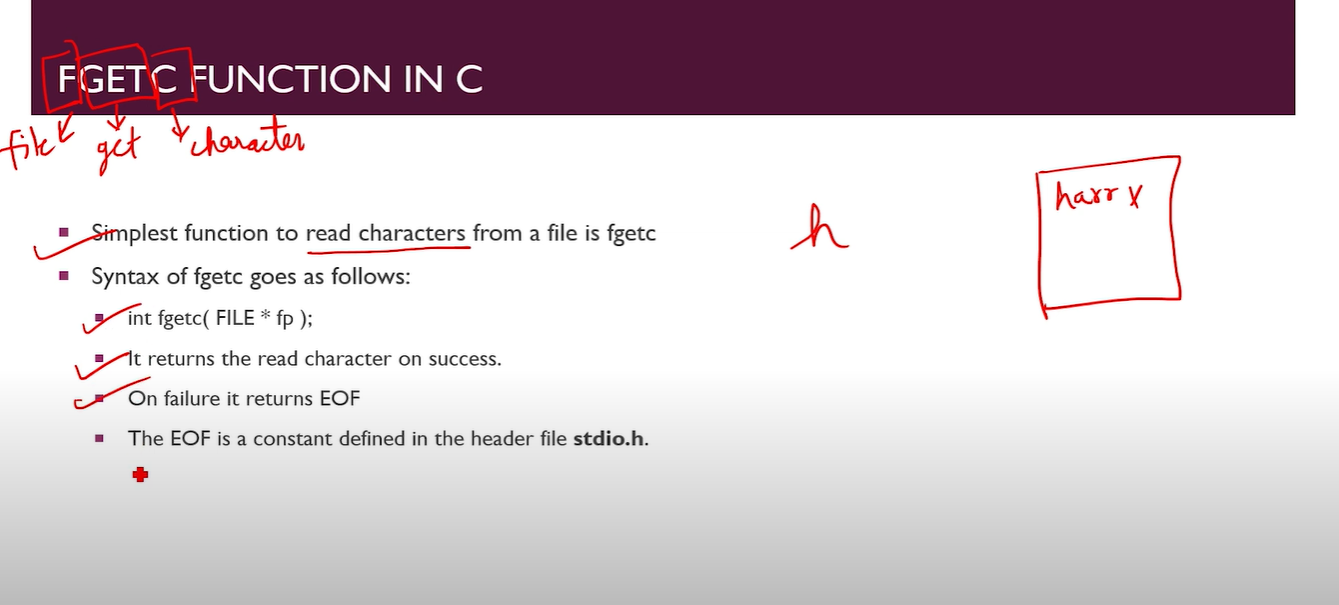 FGETC FUNCTION IN C
file get character
harry
h
Simplest function to read characters from a file is fgetc
Syntax of fgetc goes as follows:
int fgetc( FILE * fp );
It returns the read character on success.
On failure it returns EOF
The EOF is a constant defined in the header file stdio.h.